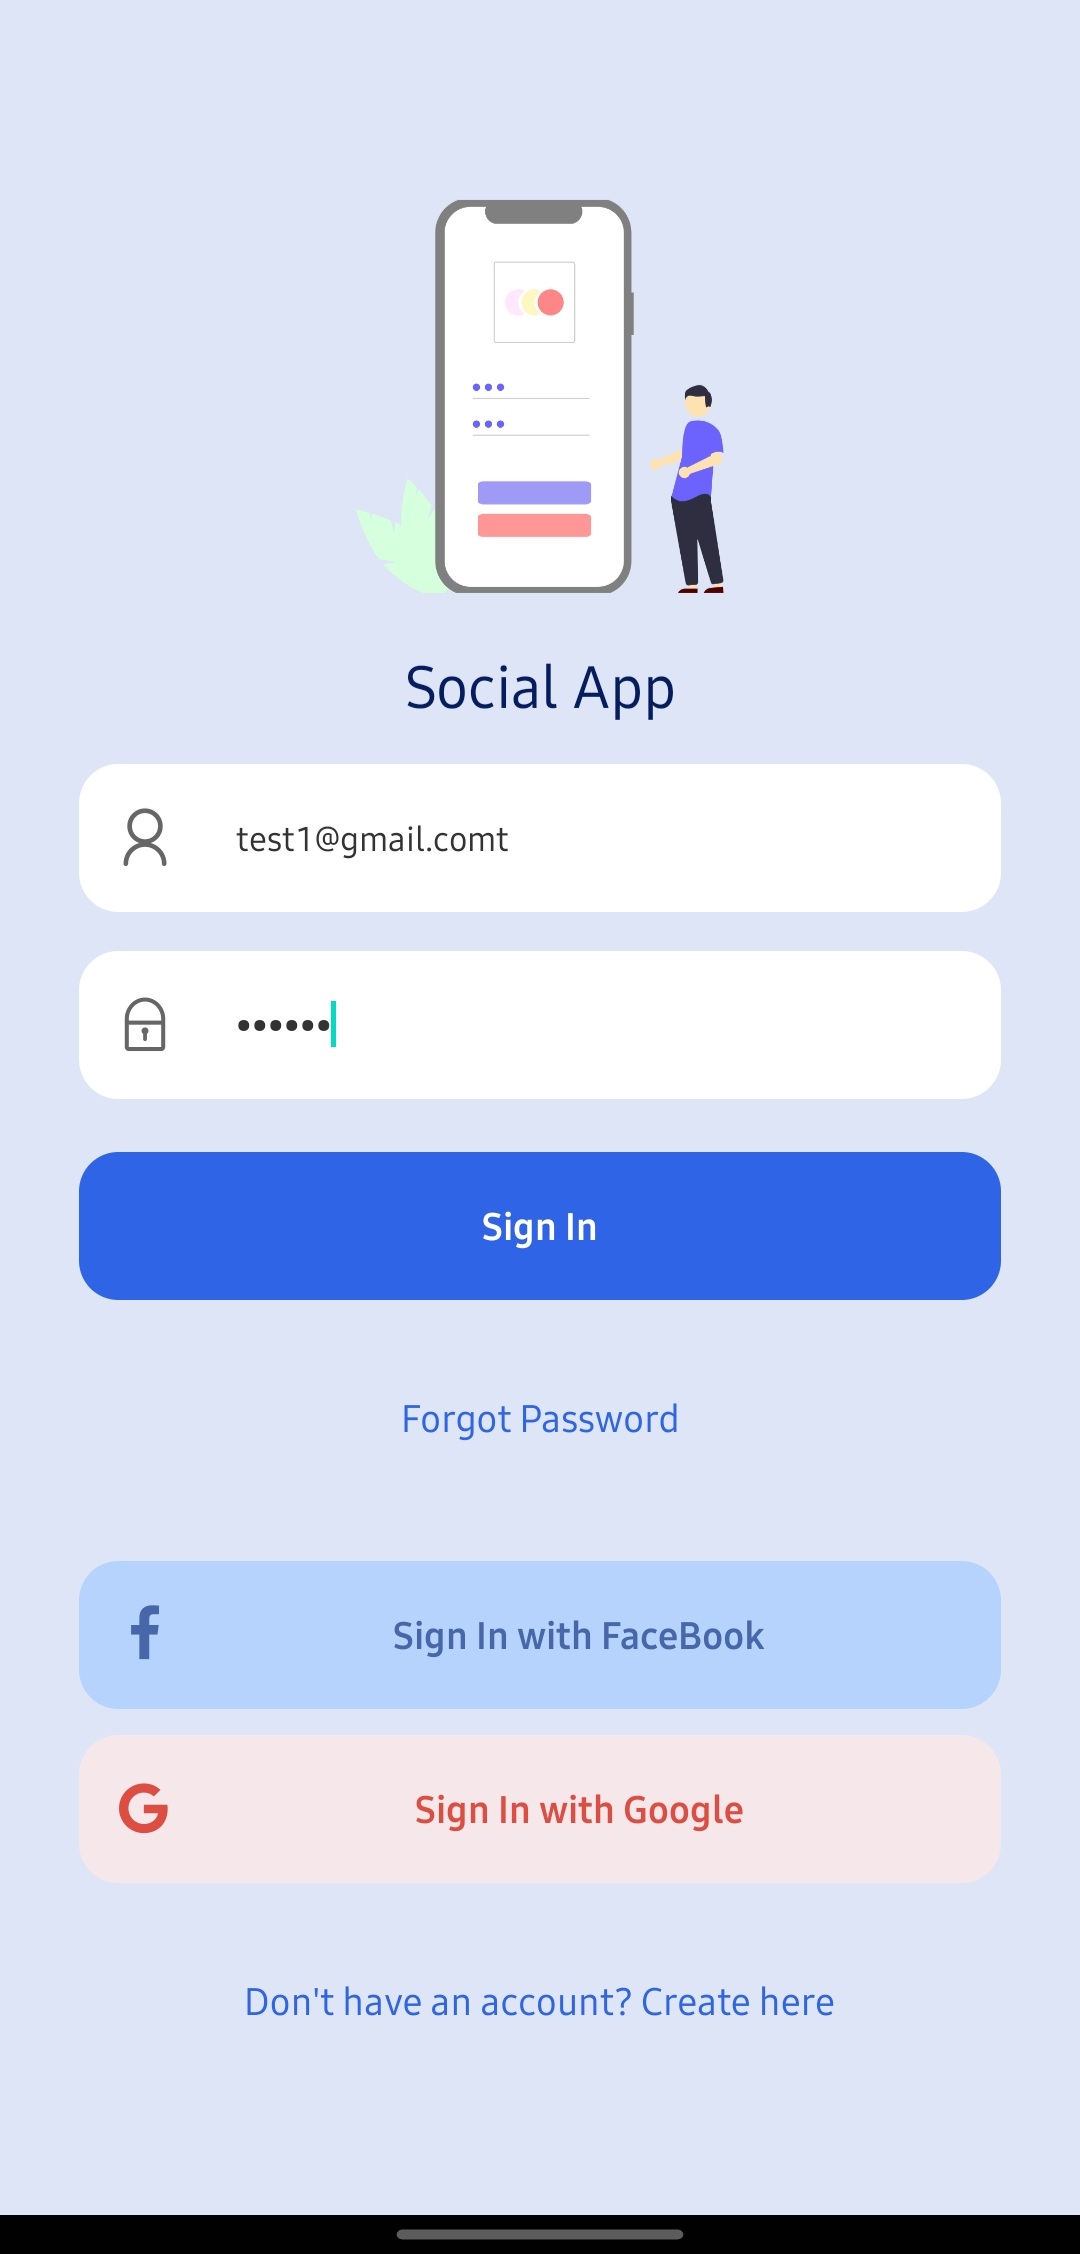 Social App
test1@gmail.comt
••••••
Sign In
Forgot Password
Sign In with FaceBook
Sign In with Google
Don't have an account? Create here